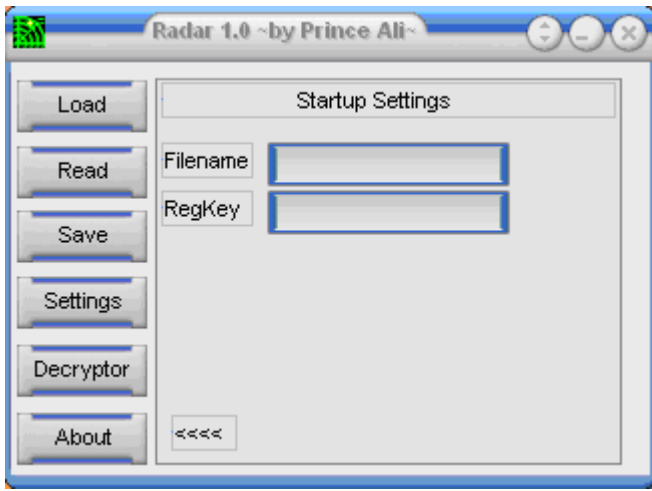 Radar 1.0 ~by Prince Ali~
Load
Read
Save
Settings
Decryptor
About
Startup Settings
Filename
RegKey
<<<<